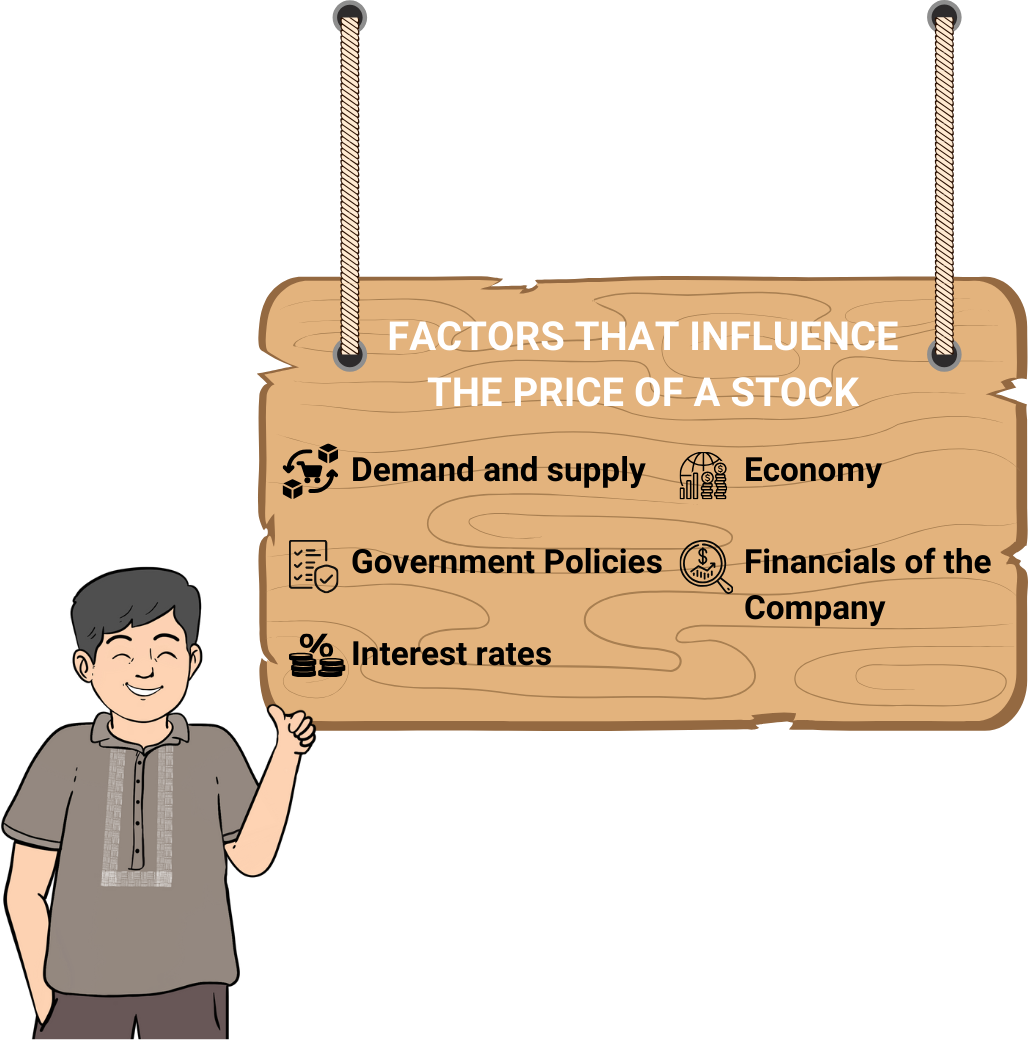 FACTORS THAT INFLUENCE
THE PRICE OF A STOCK
Demand and supply
Economy
Government Policies
Financials of the
Company
Interest rates